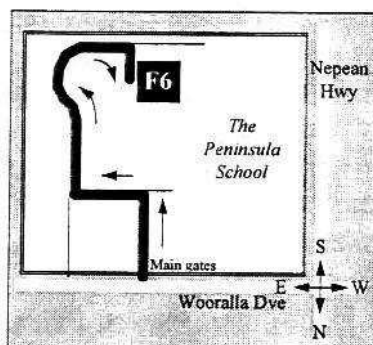 F6
Nepean
Hwy
The
Peninsula
School
Main gates
S
E W
Wooralla Dve
N